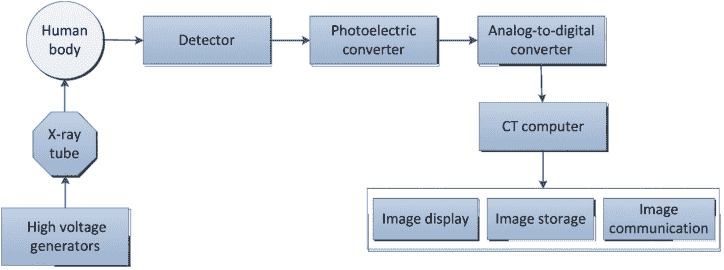 Human
body
Detector
Photoelectric
converter
Analog-to-digital
converter
X-ray
tube
CT computer
High voltage
generators
Image display
Image storage
Image
communication